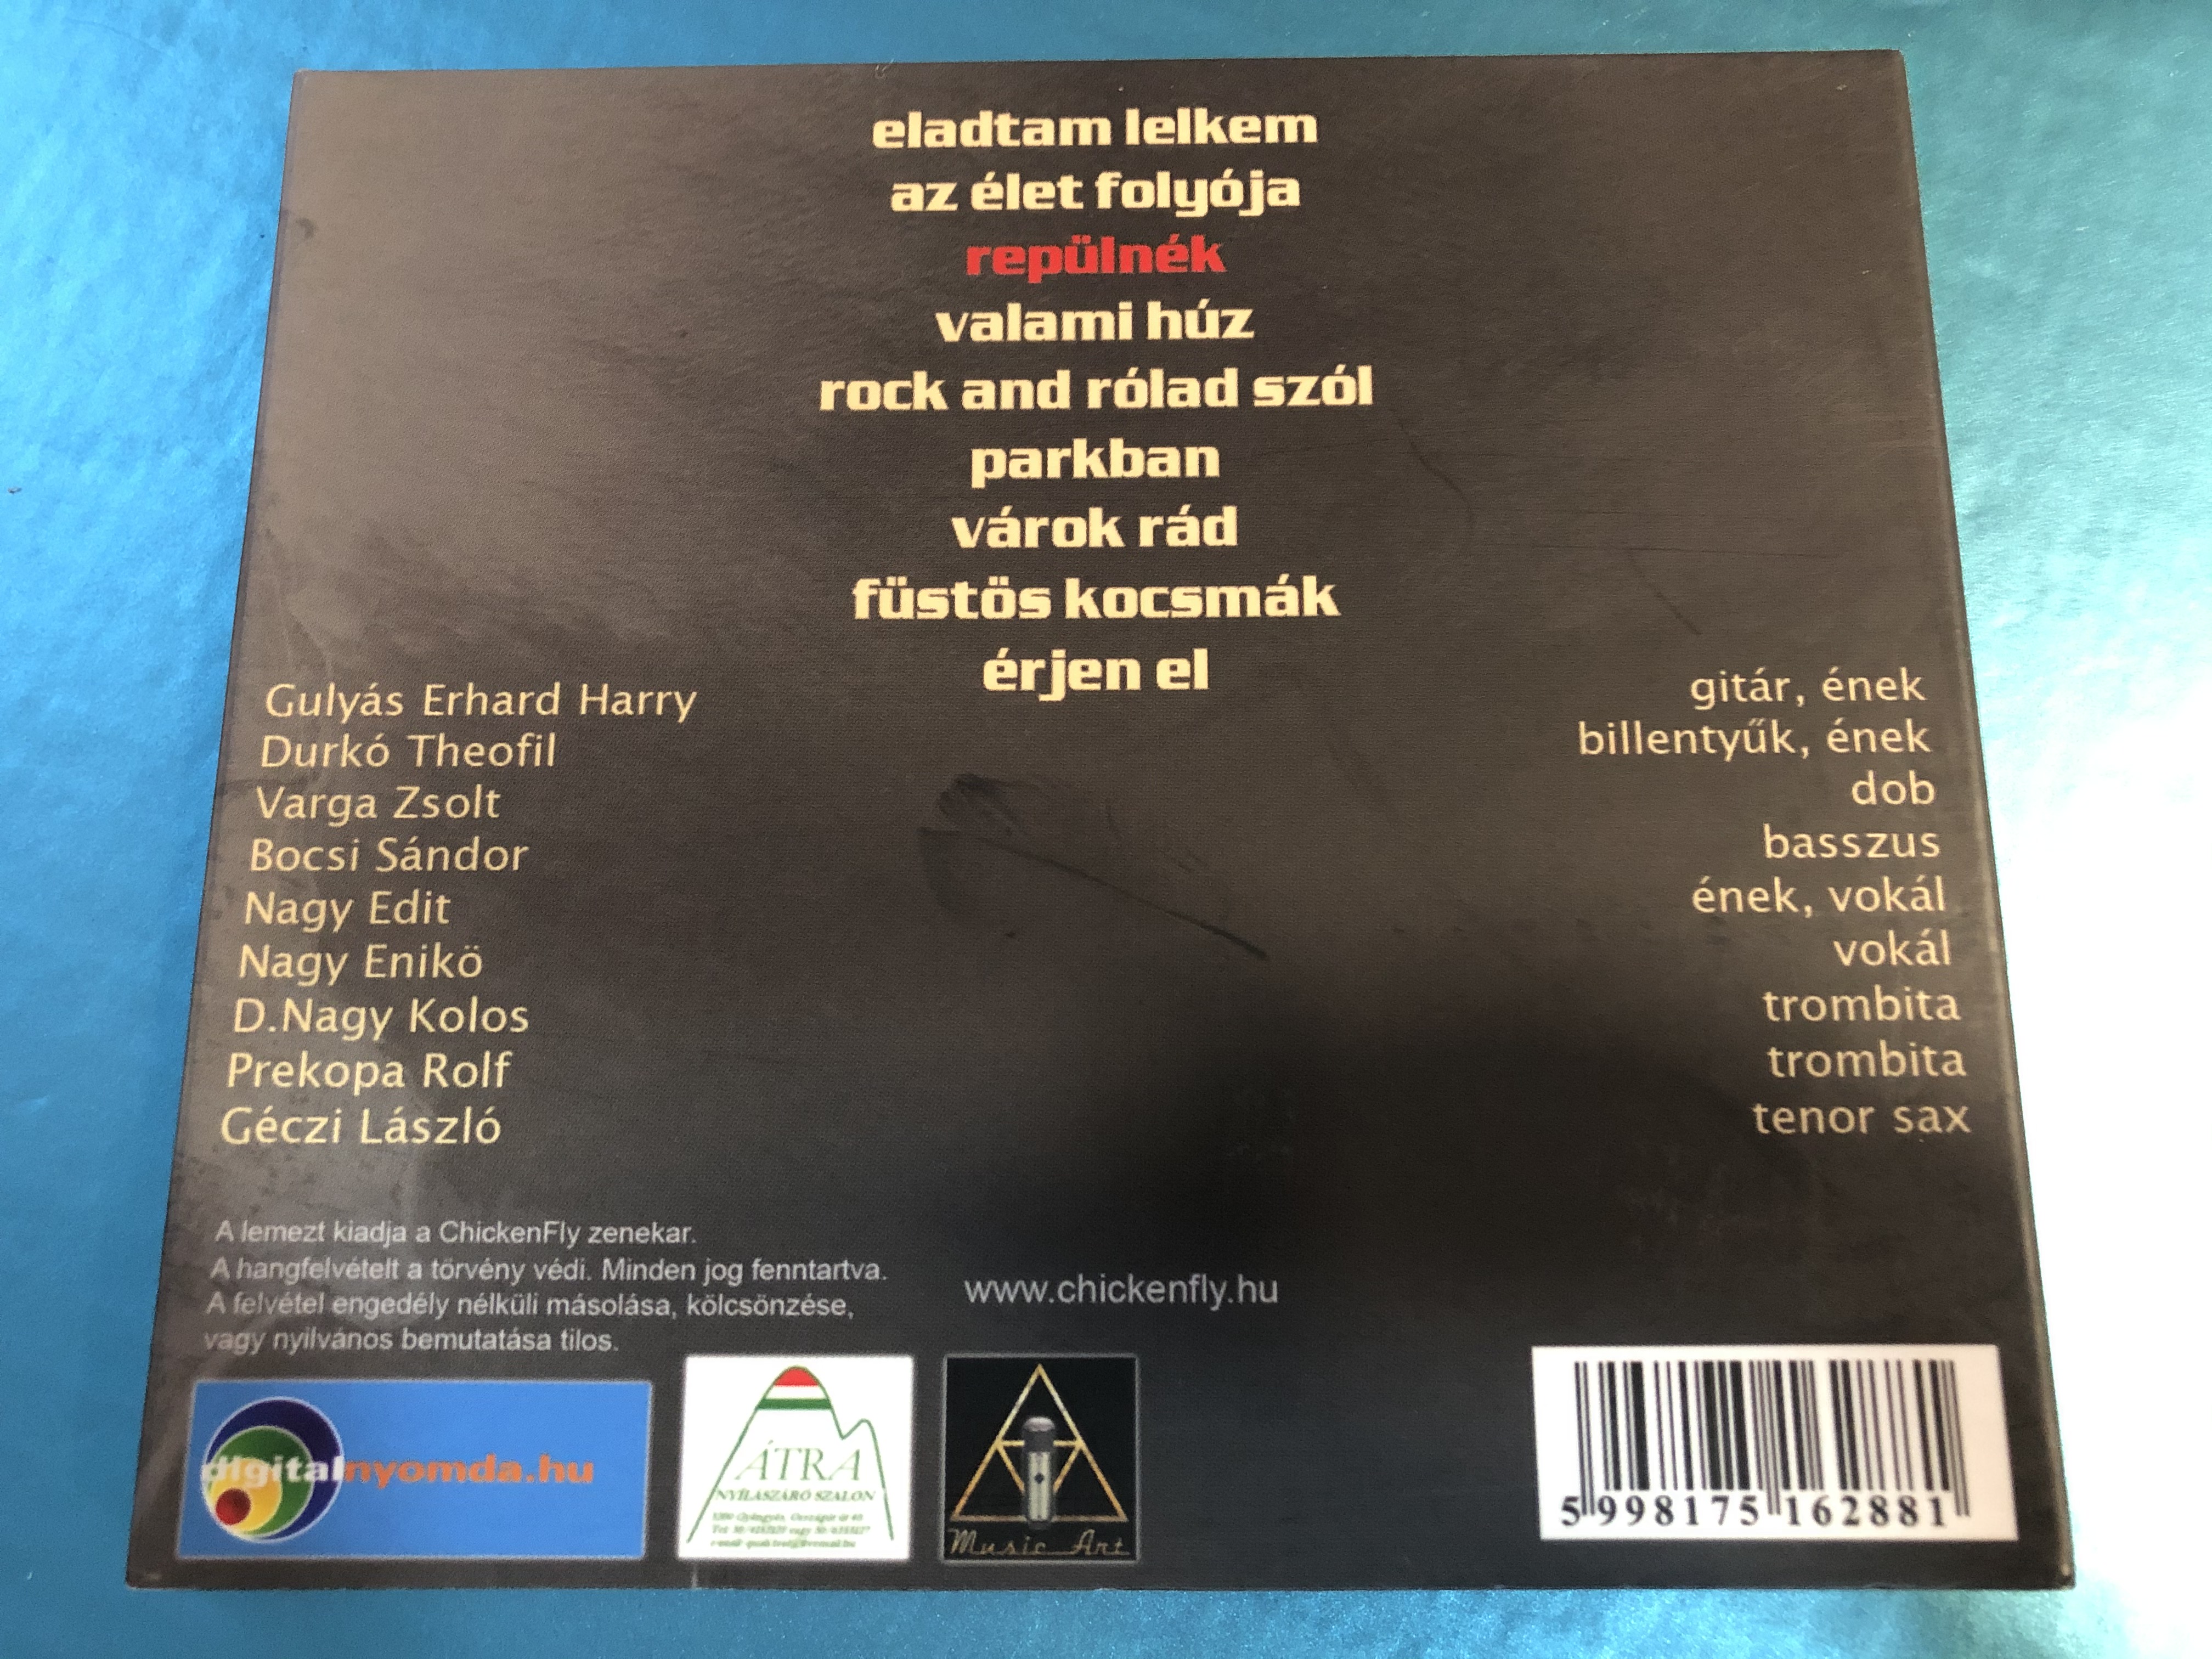 eladtam lelkem
az élet folyója
repülnék
valami húz
rock and rólad szól
parkban
várok rád
füstös kocsmák
érjen el
Gulyás Erhard Harry gitár, ének
Durkó Theofil billentyűk, ének
Varga Zsolt dob
Bocsi Sándor basszus
Nagy Edit ének, vokál
Nagy Enikö vokál
D.Nagy Kolos trombita
Prekopa Rolf trombita
Géczi László tenor sax
A lemezt kiadja a ChickenFly zenekar.
A hangfelvételt a törvény védi. Minden jog fenntartva.
A felvétel engedély nélküli másolása, kölcsönzése,
vagy nyilvános bemutatása tilos.
www.chickenfly.hu
digitalnyomda.hu
ÁTRA
NYÍLÁSZÁRÓ SZALON
Music Art
5 998175 162881